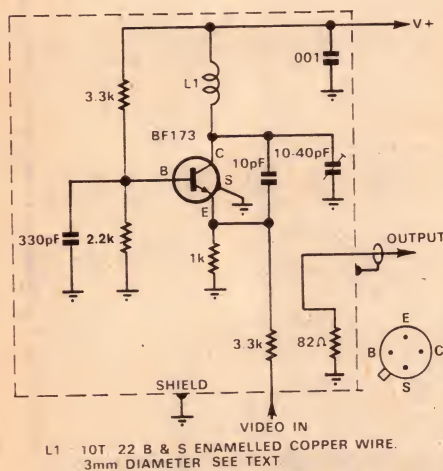 V+
001
L1
3.3k
BF173
C
10-40pF
10pF
B
S
E
330pF
2.2k
1k
OUTPUT
3.3k
82Ω
E
B
C
S
SHIELD
VIDEO IN
L1 - 10T 22 B & S ENAMELLED COPPER WIRE.
3mm DIAMETER SEE TEXT